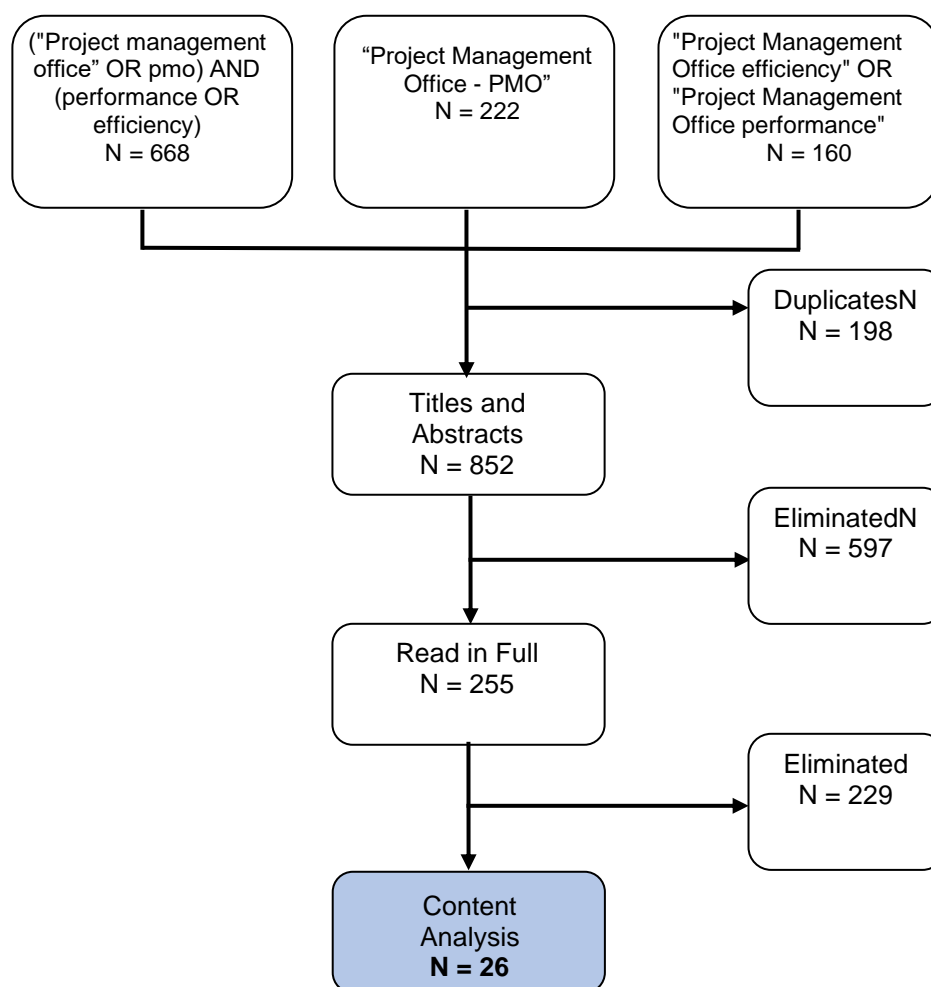 ("Project management
office” OR pmo) AND
(performance OR
efficiency)
N = 668
“Project Management
Office - PMO”
N = 222
"Project Management
Office efficiency" OR
"Project Management
Office performance"
N = 160
DuplicatesN
N = 198
Titles and
Abstracts
N = 852
EliminatedN
N = 597
Read in Full
N = 255
Eliminated
N = 229
Content
Analysis
N = 26